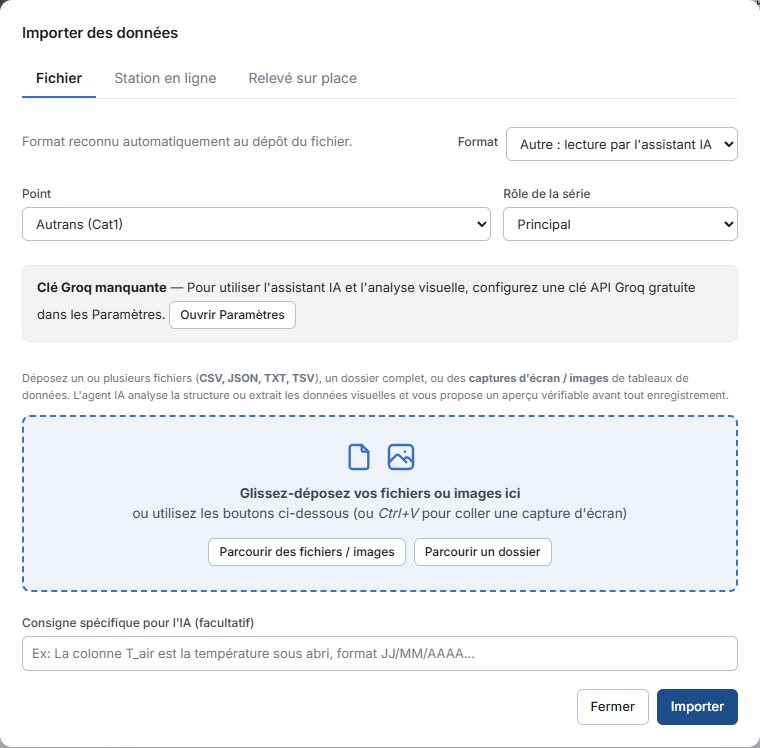 Importer des données
Fichier Station en ligne Relevé sur place
Format reconnu automatiquement au dépôt du fichier. Format Autre : lecture par l'assistant IA
Point Rôle de la série
Autrans (Cat1) Principal
Clé Groq manquante — Pour utiliser l'assistant IA et l'analyse visuelle, configurez une clé API Groq gratuite
dans les Paramètres. Ouvrir Paramètres
Déposez un ou plusieurs fichiers (CSV, JSON, TXT, TSV), un dossier complet, ou des captures d'écran / images de tableaux de
données. L'agent IA analyse la structure ou extrait les données visuelles et vous propose un aperçu vérifiable avant tout enregistrement.
Glissez-déposez vos fichiers ou images ici
ou utilisez les boutons ci-dessous (ou Ctrl+V pour coller une capture d'écran)
Parcourir des fichiers / images Parcourir un dossier
Consigne spécifique pour l'IA (facultatif)
Ex: La colonne T_air est la température sous abri, format JJ/MM/AAAA...
Fermer Importer